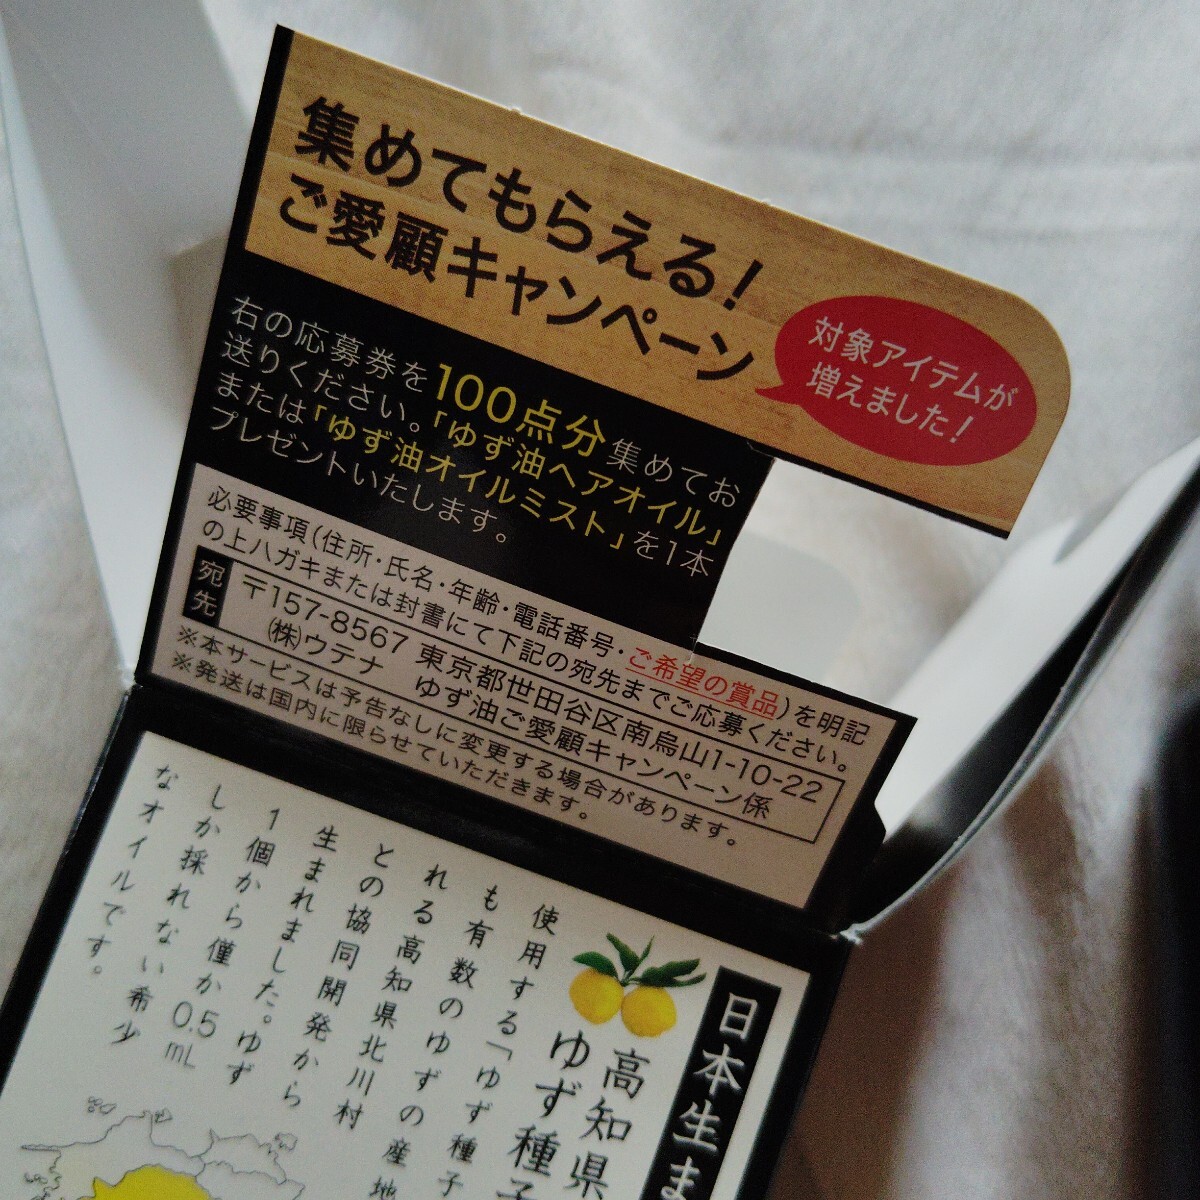 集めてもらえる!
ご愛顧キャンペーン
対象アイテムが
増えました!
右の応募券を100点分集めてお
送りください。「ゆず油ヘアオイル」
または「ゆず油オイルミスト」を1本
プレゼントいたします。
必要事項(住所・氏名・年齢・電話番号・ご希望の賞品)を明記
の上ハガキまたは封書にて下記の宛先までご応募ください。
宛先
〒157-8567 東京都世田谷区南烏山1-10-22
(株)ウテナ ゆず油ご愛顧キャンペーン係
※本サービスは予告なしに変更する場合があります。
※発送は国内に限らせていただきます。
日本生ま
高知県
ゆず種子
使用する「ゆず種子
も有数のゆずの産地
れる高知県北川村
との協同開発から
生まれました。ゆず
1個から僅か0.5mL
しか採れない希少
なオイルです。